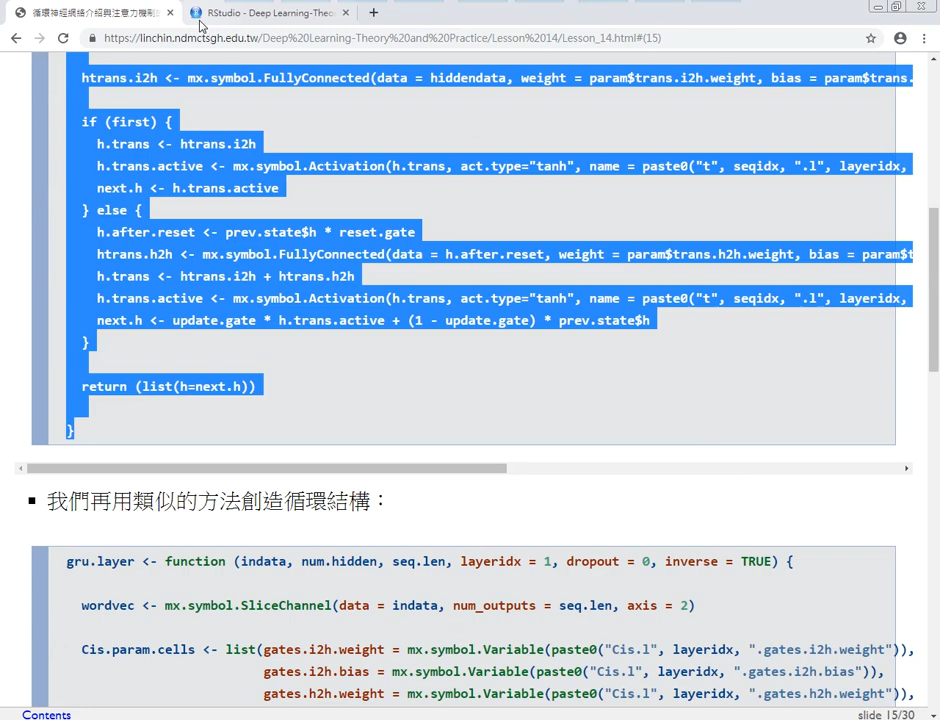 循環神經網絡介紹與注意力機制
RStudio - Deep Learning-Theo
https://linchin.ndmctsgh.edu.tw/Deep%20Learning-Theory%20and%20Practice/Lesson%2014/Lesson_14.html#(15)
htrans.i2h <- mx.symbol.FullyConnected(data = hiddendata, weight = param$trans.i2h.weight, bias = param$trans.
if (first) {
h.trans <- htrans.i2h
h.trans.active <- mx.symbol.Activation(h.trans, act.type="tanh", name = paste0("t", seqidx, ".l", layeridx,
next.h <- h.trans.active
} else {
h.after.reset <- prev.state$h * reset.gate
htrans.h2h <- mx.symbol.FullyConnected(data = h.after.reset, weight = param$trans.h2h.weight, bias = param$t
h.trans <- htrans.i2h + htrans.h2h
h.trans.active <- mx.symbol.Activation(h.trans, act.type="tanh", name = paste0("t", seqidx, ".l", layeridx,
next.h <- update.gate * h.trans.active + (1 - update.gate) * prev.state$h
}
return (list(h=next.h))
}
▪ 我們再用類似的方法創造循環結構：
gru.layer <- function (indata, num.hidden, seq.len, layeridx = 1, dropout = 0, inverse = TRUE) {
wordvec <- mx.symbol.SliceChannel(data = indata, num_outputs = seq.len, axis = 2)
Cis.param.cells <- list(gates.i2h.weight = mx.symbol.Variable(paste0("Cis.l", layeridx, ".gates.i2h.weight")),
gates.i2h.bias = mx.symbol.Variable(paste0("Cis.l", layeridx, ".gates.i2h.bias")),
gates.h2h.weight = mx.symbol.Variable(paste0("Cis.l", layeridx, ".gates.h2h.weight")),
Contents
slide 15/30